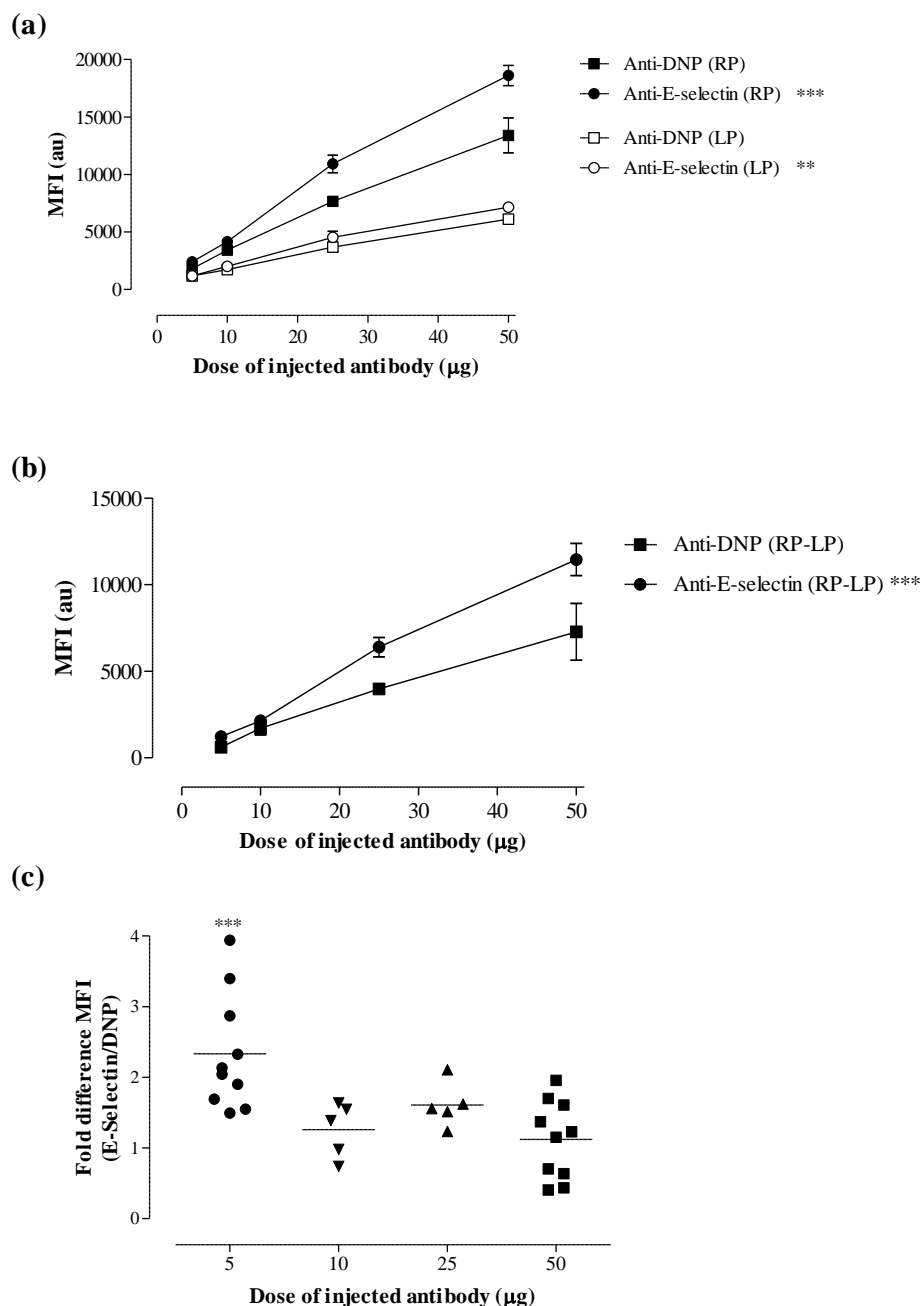 (a)
20000
15000
10000
5000
0
MFI (au)
0 10 20 30 40 50
Dose of injected antibody (μg)
Anti-DNP (RP)
Anti-E-selectin (RP) ***
Anti-DNP (LP)
Anti-E-selectin (LP) **
(b)
15000
10000
5000
0
MFI (au)
0 10 20 30 40 50
Dose of injected antibody (μg)
Anti-DNP (RP-LP)
Anti-E-selectin (RP-LP) ***
(c)
***
4
3
2
1
0
Fold difference MFI
(E-Selectin/DNP)
5 10 25 50
Dose of injected antibody (μg)